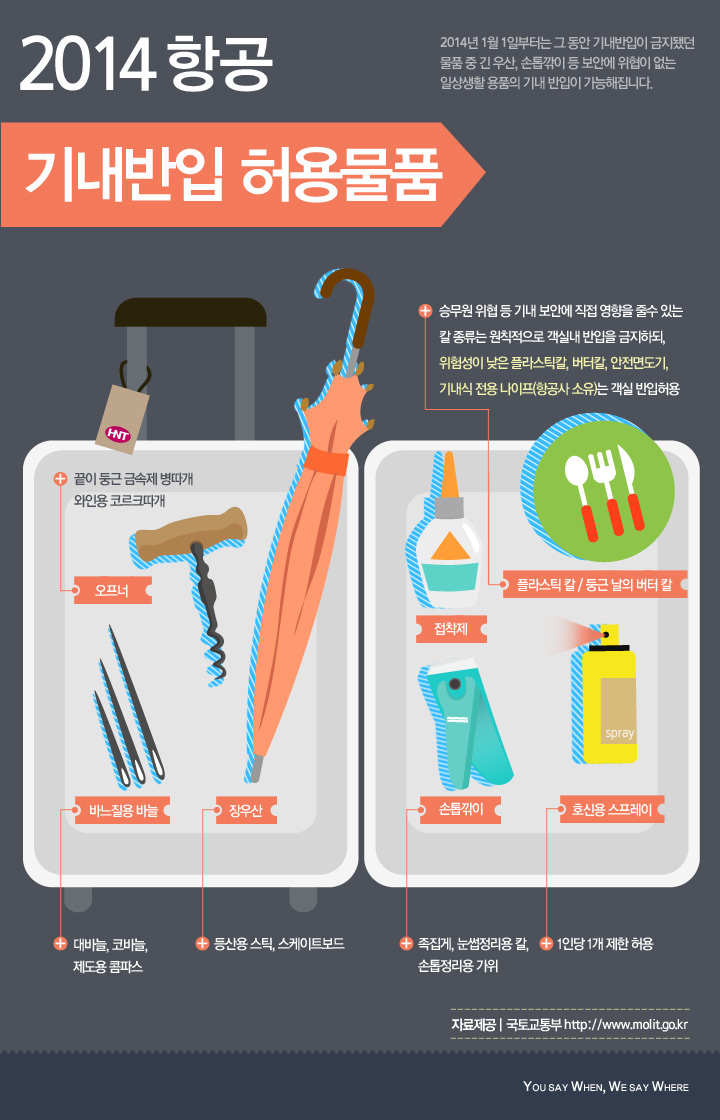 2014 항공
2014년 1월 1일부터는 그 동안 기내반입이 금지됐던
물품 중 긴 우산, 손톱깎이 등 보안에 위협이 없는
일상생활 용품의 기내 반입이 가능해집니다.
기내반입 허용물품
승무원 위협 등 기내 보안에 직접 영향을 줄수 있는
칼 종류는 원칙적으로 객실내 반입을 금지하되,
위험성이 낮은 플라스틱칼, 버터칼, 안전면도기,
기내식 전용 나이프(항공사 소유)는 객실 반입허용
HNT
끝이 둥근 금속제 병따개
와인용 코르크따개
오프너
플라스틱 칼 / 둥근 날의 버터 칼
접착제
spray
바느질용 바늘
장우산
손톱깎이
호신용 스프레이
대바늘, 코바늘,
제도용 콤파스
등산용 스틱, 스케이트보드
족집게, 눈썹정리용 칼,
손톱정리용 가위
1인당 1개 제한 허용
자료제공 | 국토교통부 http://www.molit.go.kr
YOU SAY WHEN, WE SAY WHERE